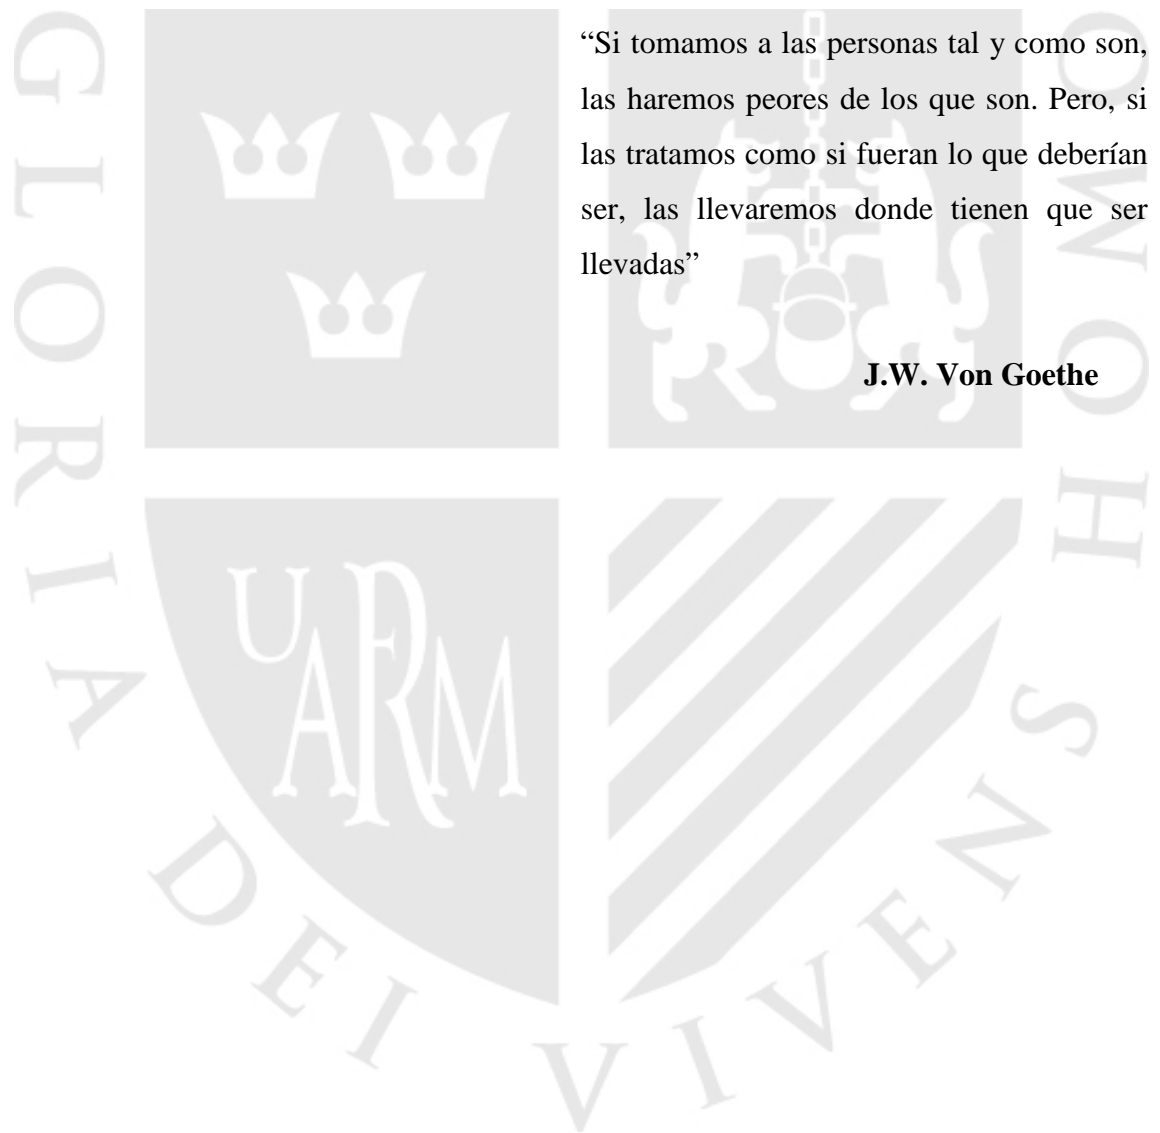 “Si tomamos a las personas tal y como son,
las haremos peores de los que son. Pero, si
las tratamos como si fueran lo que deberían
ser, las llevaremos donde tienen que ser
llevadas”
J.W. Von Goethe
GLORIA DEI VIVENS HOMO
UARM